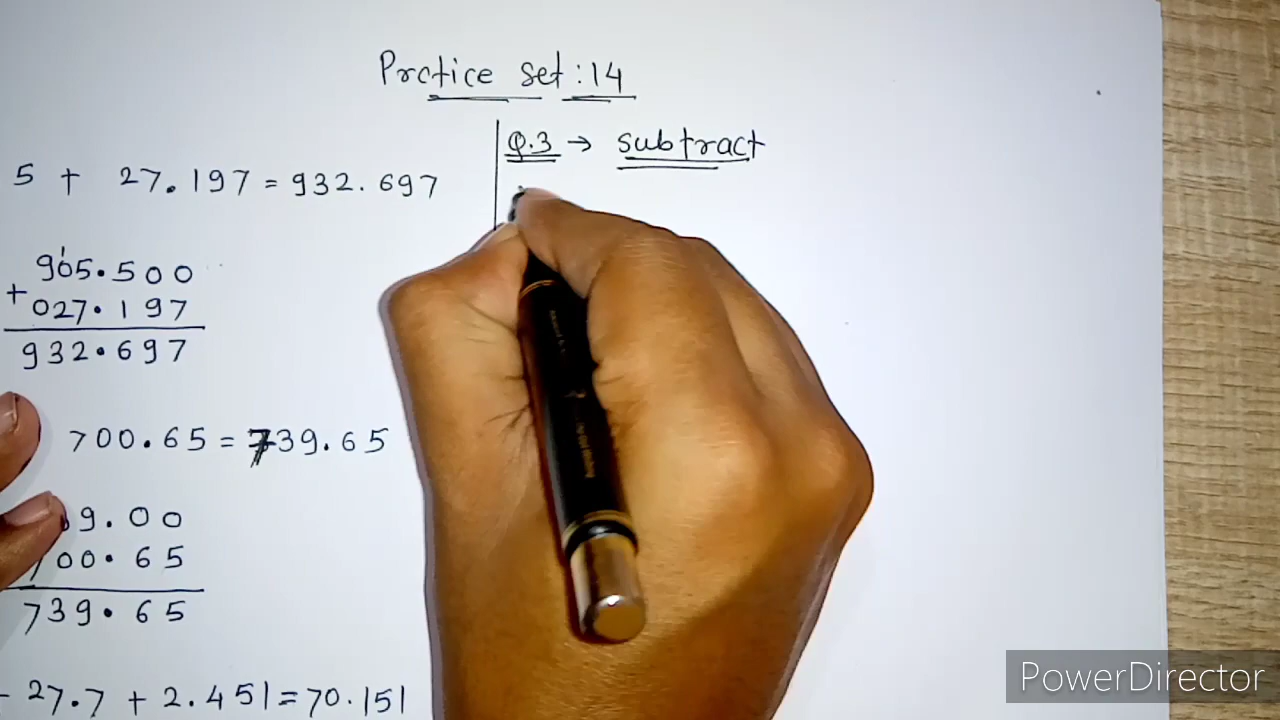 Prctice set : 14
5 + 27.197 = 932.697
905.500
+ 027.197
932.697
700.65 = 739.65
9.00
700.65
739.65
27.7 + 2.451 = 70.151
Q.3 → subtract
PowerDirector